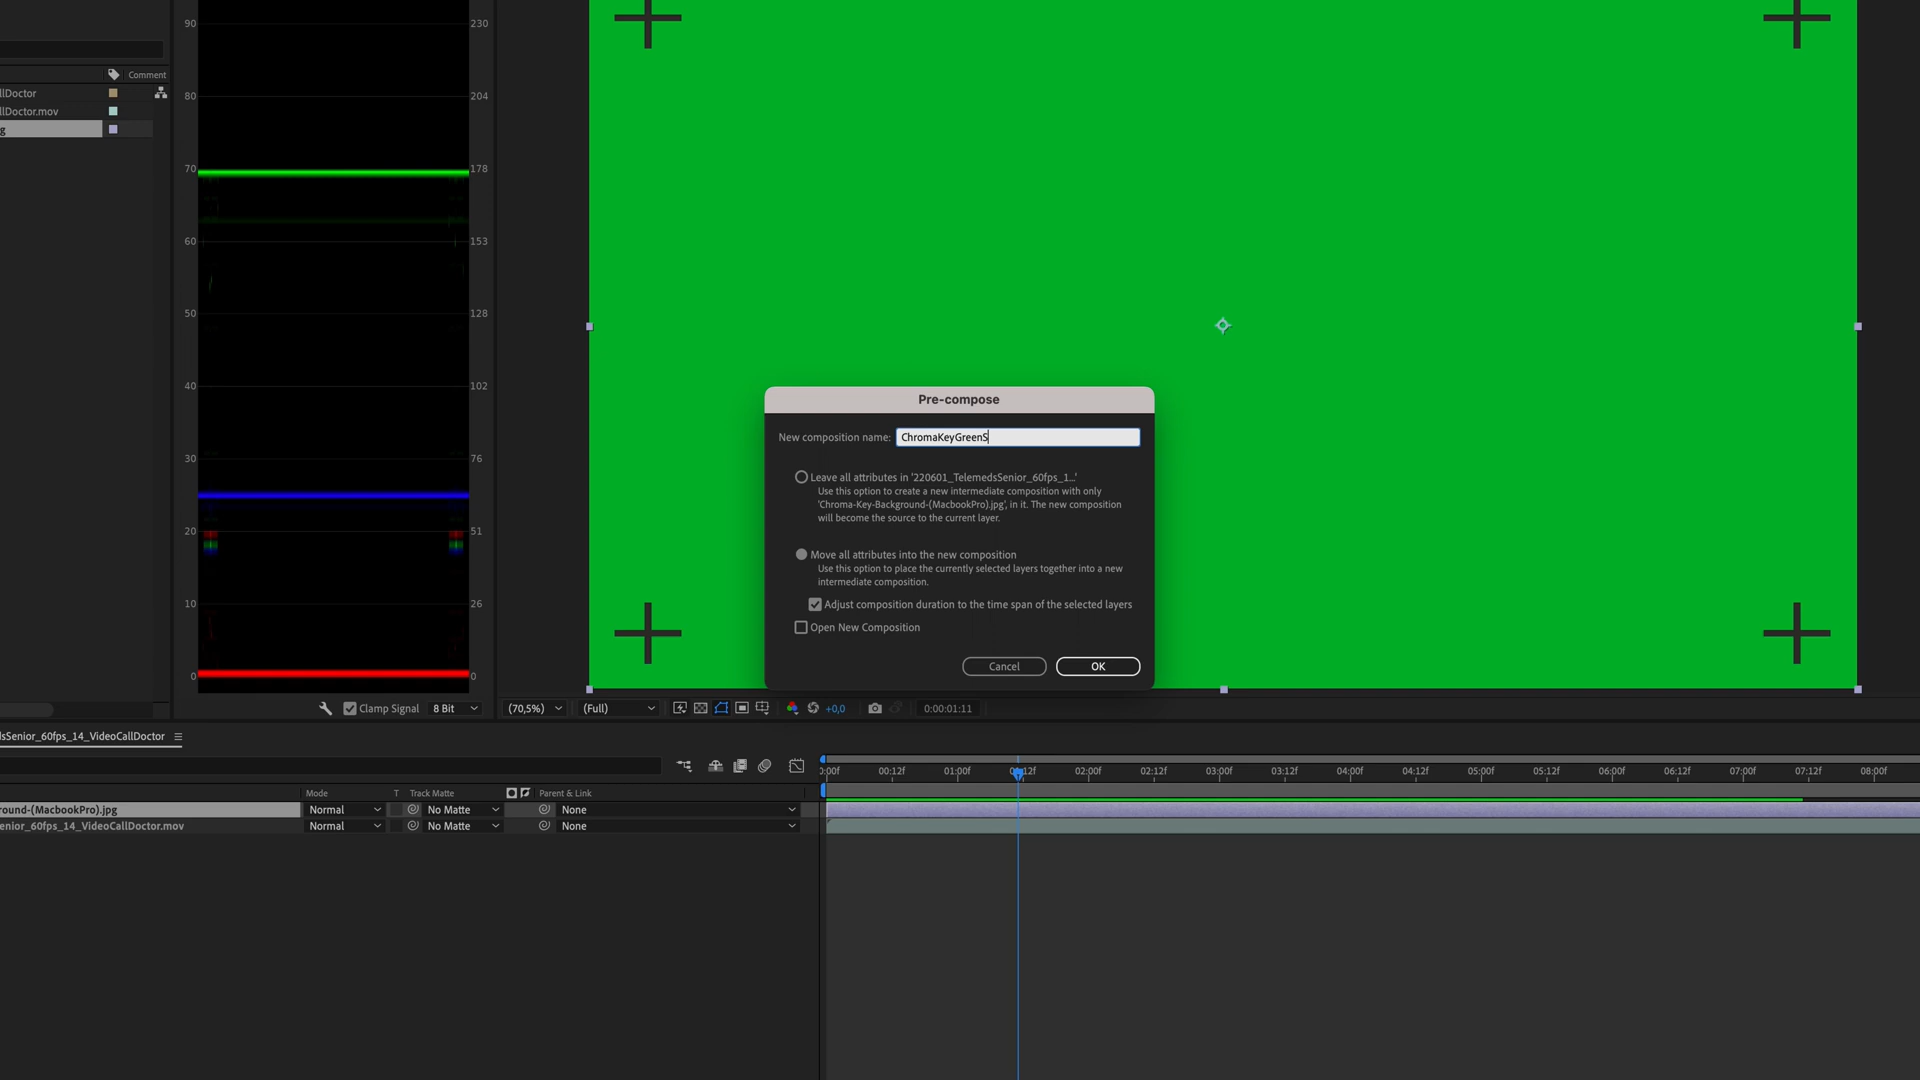 90
230
Comment
llDoctor
80
204
llDoctor.mov
g
70
178
60
153
50
128
40
102
30
76
20
51
10
26
0
0
Pre-compose
New composition name: ChromaKeyGreenS
Leave all attributes in '220601_TelemedsSenior_60fps_1...'
Use this option to create a new intermediate composition with only
'Chroma-Key-Background-(MacbookPro).jpg', in it. The new composition
will become the source to the current layer.
Move all attributes into the new composition
Use this option to place the currently selected layers together into a new
intermediate composition.
Adjust composition duration to the time span of the selected layers
Open New Composition
Cancel
OK
Clamp Signal
8 Bit
(70,5%)
(Full)
+0,0
0:00:01:11
sSenior_60fps_14_VideoCallDoctor
0:00f 00:12f 01:00f 01:12f 02:00f 02:12f 03:00f 03:12f 04:00f 04:12f 05:00f 05:12f 06:00f 06:12f 07:00f 07:12f 08:00f
Mode T Track Matte Parent & Link
round-(MacbookPro).jpg Normal No Matte None
enior_60fps_14_VideoCallDoctor.mov Normal No Matte None